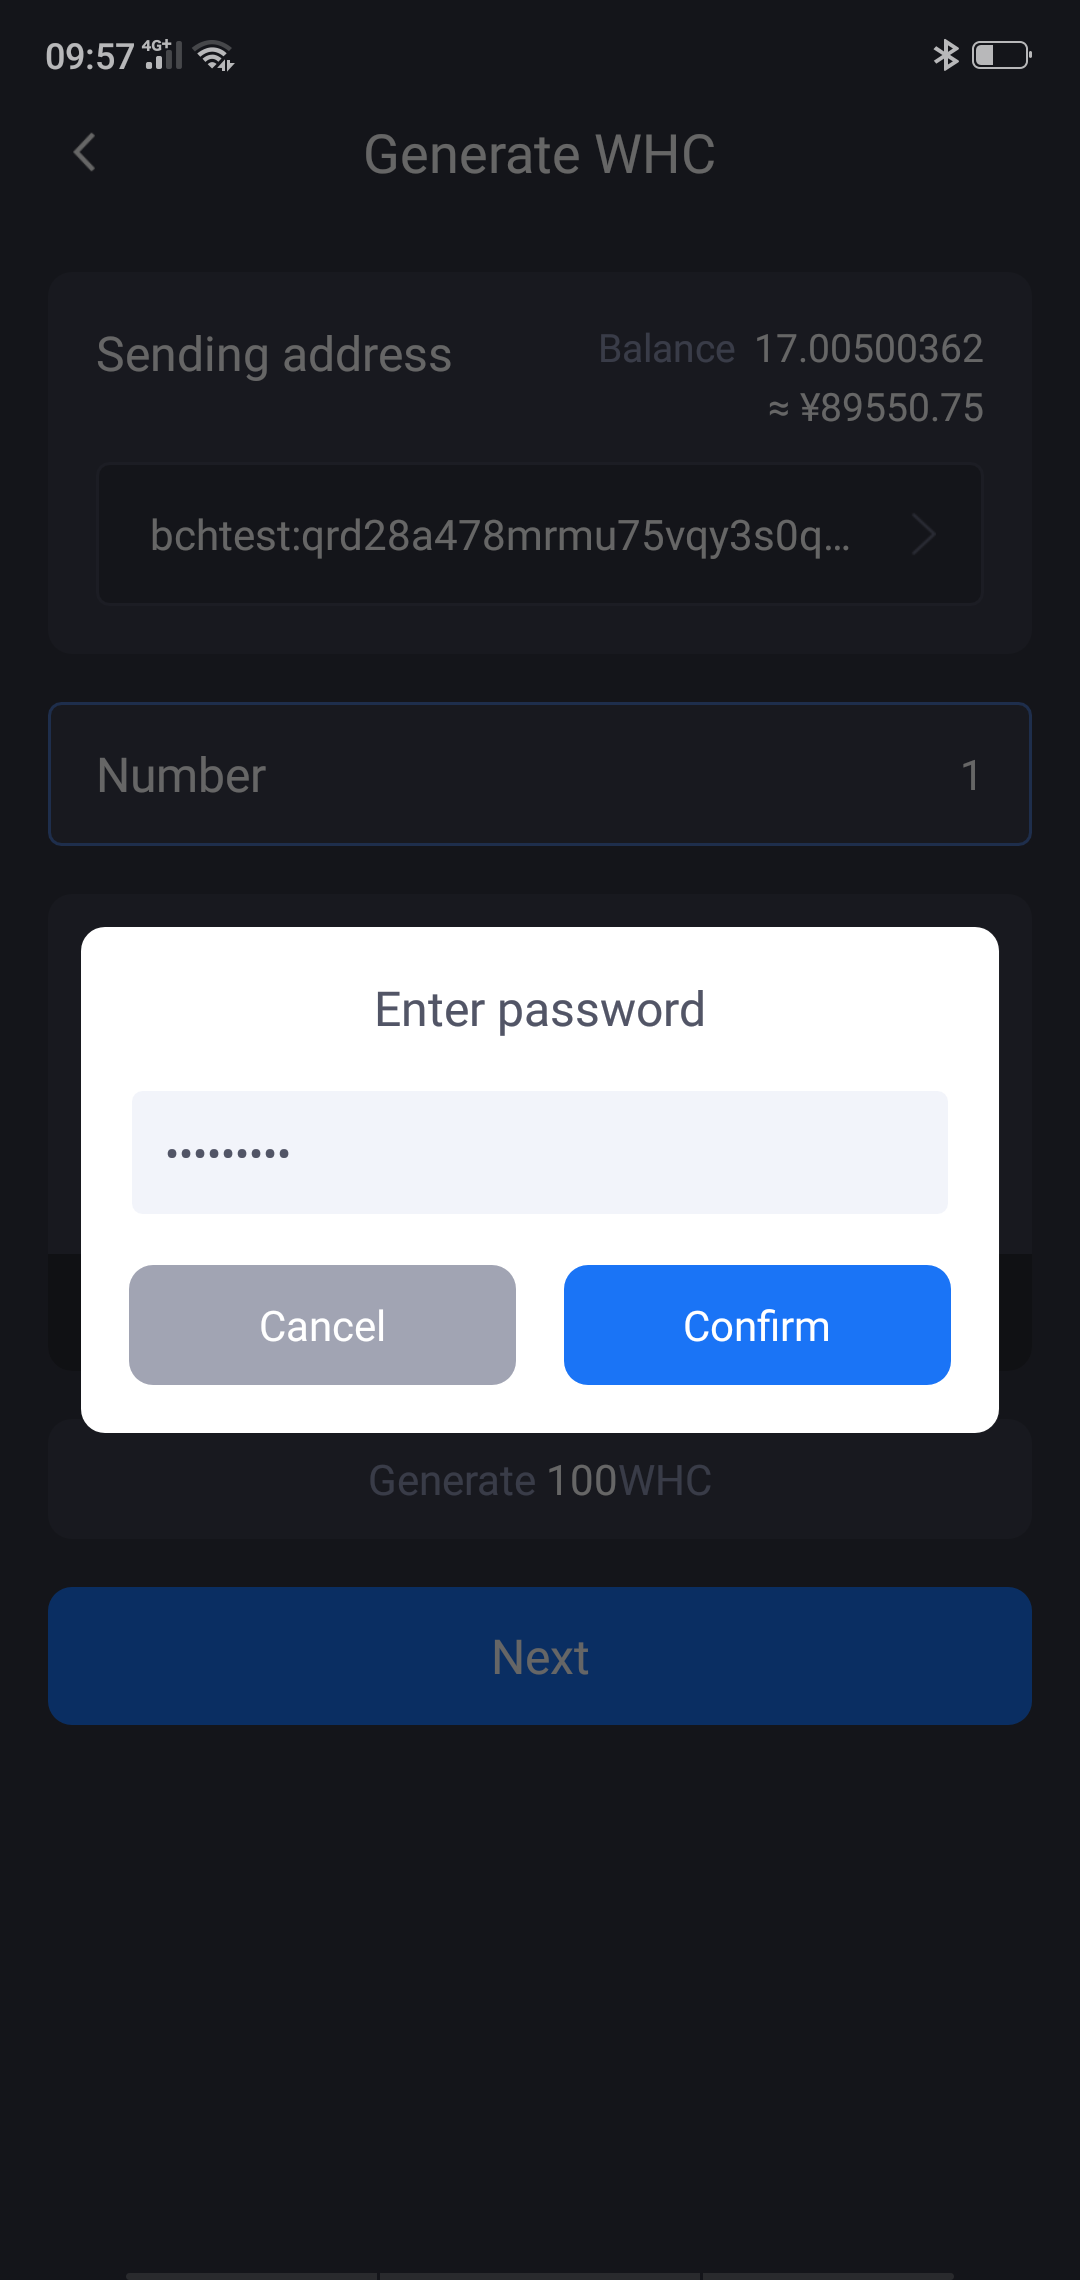 09:57 4G+
Generate WHC
Sending address
Balance 17.00500362
≈ ¥89550.75
bchtest:qrd28a478mrmu75vqy3s0q...
Number 1
Enter password
•••••••••
Cancel Confirm
Generate 100WHC
Next